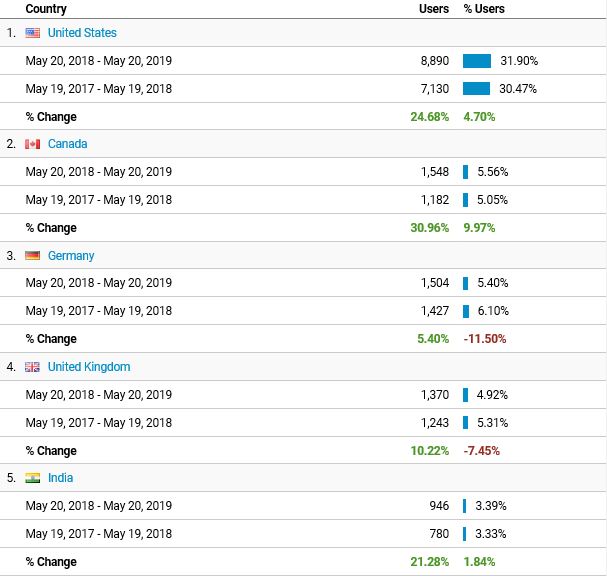 Country Users % Users
1. United States
May 20, 2018 - May 20, 2019 8,890 31.90%
May 19, 2017 - May 19, 2018 7,130 30.47%
% Change 24.68% 4.70%
2. Canada
May 20, 2018 - May 20, 2019 1,548 5.56%
May 19, 2017 - May 19, 2018 1,182 5.05%
% Change 30.96% 9.97%
3. Germany
May 20, 2018 - May 20, 2019 1,504 5.40%
May 19, 2017 - May 19, 2018 1,427 6.10%
% Change 5.40% -11.50%
4. United Kingdom
May 20, 2018 - May 20, 2019 1,370 4.92%
May 19, 2017 - May 19, 2018 1,243 5.31%
% Change 10.22% -7.45%
5. India
May 20, 2018 - May 20, 2019 946 3.39%
May 19, 2017 - May 19, 2018 780 3.33%
% Change 21.28% 1.84%